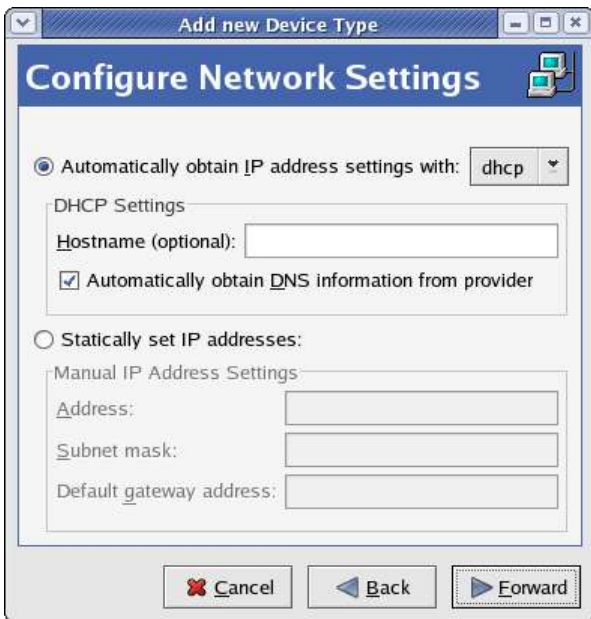 Add new Device Type
Configure Network Settings
Automatically obtain IP address settings with: dhcp
DHCP Settings
Hostname (optional):
Automatically obtain DNS information from provider
Statically set IP addresses:
Manual IP Address Settings
Address:
Subnet mask:
Default gateway address:
Cancel Back Forward